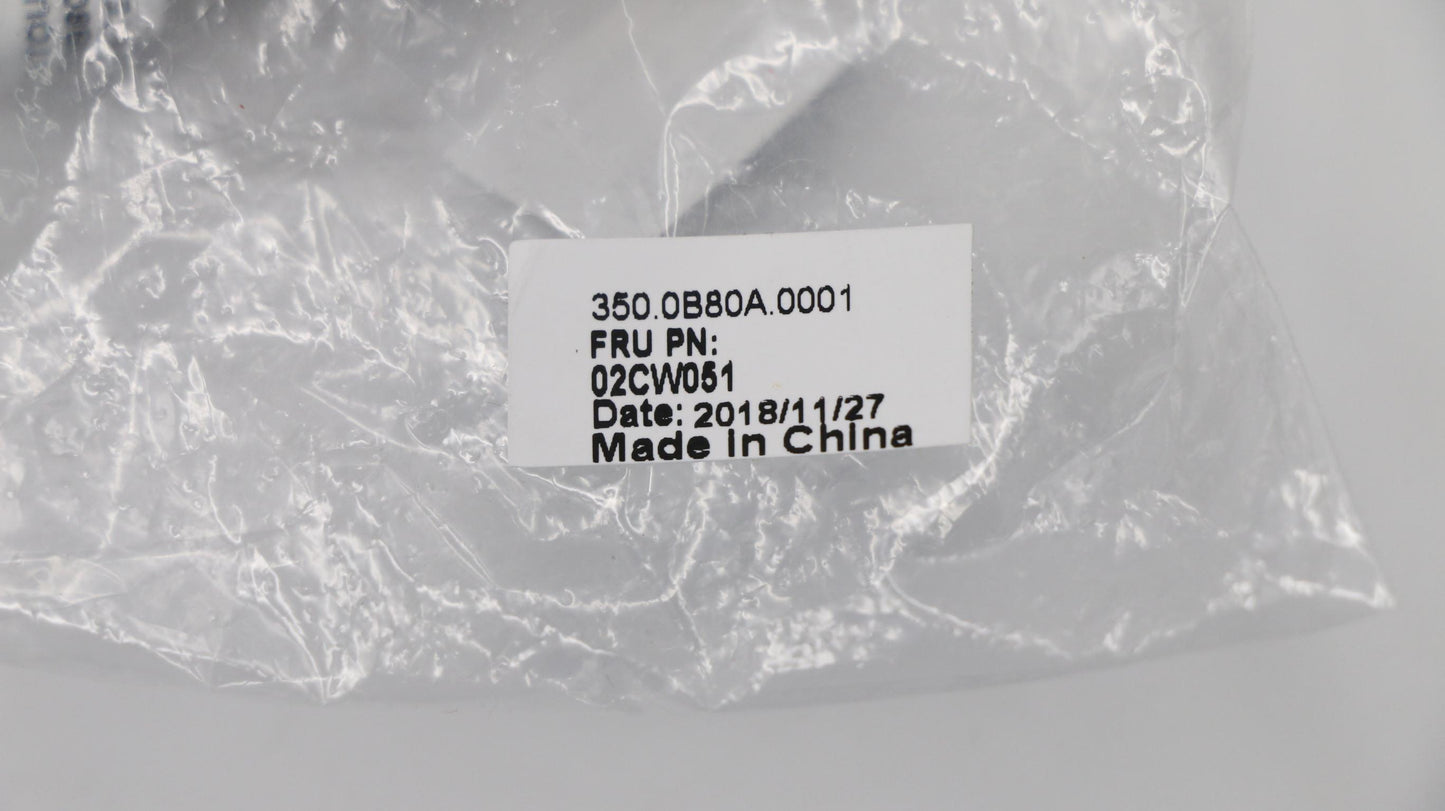 350.0B80A.0001
FRU PN:
02CW051
Date: 2018/11/27
Made in China